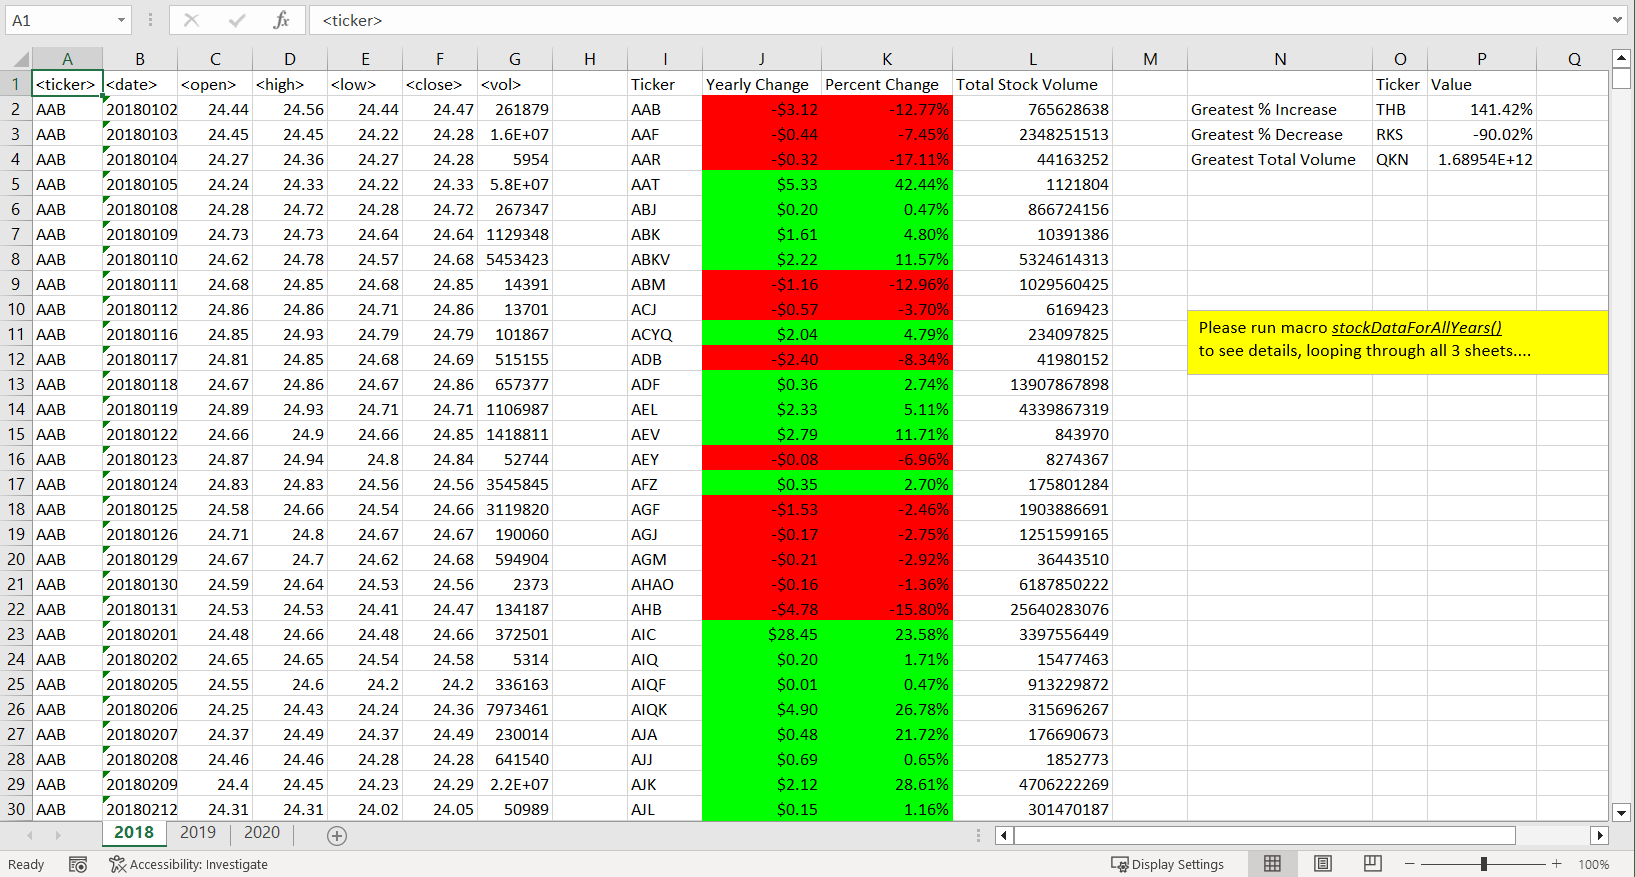 A1 <ticker>
A B C D E F G H I J K L M N O P Q
1 <ticker> <date> <open> <high> <low> <close> <vol> Ticker Yearly Change Percent Change Total Stock Volume Ticker Value
2 AAB 20180102 24.44 24.56 24.44 24.47 261879 AAB -$3.12 -12.77% 765628638 Greatest % Increase THB 141.42%
3 AAB 20180103 24.45 24.45 24.22 24.28 1.6E+07 AAF -$0.44 -7.45% 2348251513 Greatest % Decrease RKS -90.02%
4 AAB 20180104 24.27 24.36 24.27 24.28 5954 AAR -$0.32 -17.11% 44163252 Greatest Total Volume QKN 1.68954E+12
5 AAB 20180105 24.24 24.33 24.22 24.33 5.8E+07 AAT $5.33 42.44% 1121804
6 AAB 20180108 24.28 24.72 24.28 24.72 267347 ABJ $0.20 0.47% 866724156
7 AAB 20180109 24.73 24.73 24.64 24.64 1129348 ABK $1.61 4.80% 10391386
8 AAB 20180110 24.62 24.78 24.57 24.68 5453423 ABKV $2.22 11.57% 5324614313
9 AAB 20180111 24.68 24.85 24.68 24.85 14391 ABM -$1.16 -12.96% 1029560425
10 AAB 20180112 24.86 24.86 24.71 24.86 13701 ACJ -$0.57 -3.70% 6169423
11 AAB 20180116 24.85 24.93 24.79 24.79 101867 ACYQ $2.04 4.79% 234097825 Please run macro stockDataForAllYears()
12 AAB 20180117 24.81 24.85 24.68 24.69 515155 ADB -$2.40 -8.34% 41980152 to see details, looping through all 3 sheets....
13 AAB 20180118 24.67 24.86 24.67 24.86 657377 ADF $0.36 2.74% 13907867898
14 AAB 20180119 24.89 24.93 24.71 24.71 1106987 AEL $2.33 5.11% 4339867319
15 AAB 20180122 24.66 24.9 24.66 24.85 1418811 AEV $2.79 11.71% 843970
16 AAB 20180123 24.87 24.94 24.8 24.84 52744 AEY -$0.08 -6.96% 8274367
17 AAB 20180124 24.83 24.83 24.56 24.56 3545845 AFZ $0.35 2.70% 175801284
18 AAB 20180125 24.58 24.66 24.54 24.66 3119820 AGF -$1.53 -2.46% 1903886691
19 AAB 20180126 24.71 24.8 24.67 24.67 190060 AGJ -$0.17 -2.75% 1251599165
20 AAB 20180129 24.67 24.7 24.62 24.68 594904 AGM -$0.21 -2.92% 36443510
21 AAB 20180130 24.59 24.64 24.53 24.56 2373 AHAO -$0.16 -1.36% 6187850222
22 AAB 20180131 24.53 24.53 24.41 24.47 134187 AHB -$4.78 -15.80% 25640283076
23 AAB 20180201 24.48 24.66 24.48 24.66 372501 AIC $28.45 23.58% 3397556449
24 AAB 20180202 24.65 24.65 24.54 24.58 5314 AIQ $0.20 1.71% 15477463
25 AAB 20180205 24.55 24.6 24.2 24.2 336163 AIQF $0.01 0.47% 913229872
26 AAB 20180206 24.25 24.43 24.24 24.36 7973461 AIQK $4.90 26.78% 315696267
27 AAB 20180207 24.37 24.49 24.37 24.49 230014 AJA $0.48 21.72% 176690673
28 AAB 20180208 24.46 24.46 24.28 24.28 641540 AJJ $0.69 0.65% 1852773
29 AAB 20180209 24.4 24.45 24.23 24.29 2.2E+07 AJK $2.12 28.61% 4706222269
30 AAB 20180212 24.31 24.31 24.02 24.05 50989 AJL $0.15 1.16% 301470187
2018 2019 2020
Ready Accessibility: Investigate Display Settings 100%